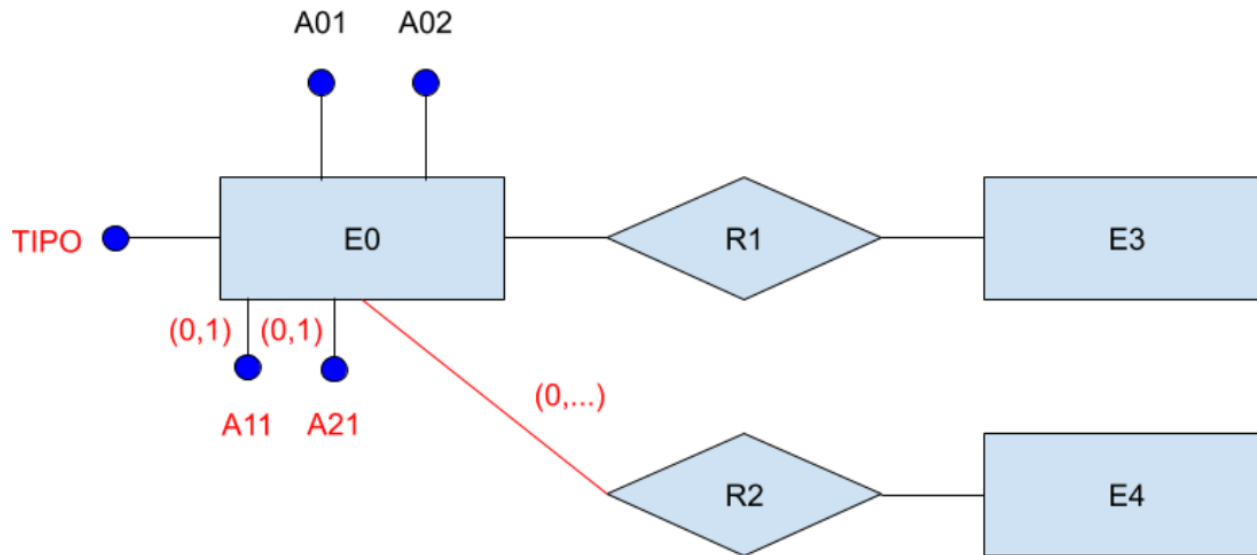 A01 A02
TIPO E0 R1 E3
(0,1) (0,1)
(0,...)
A11 A21
R2 E4